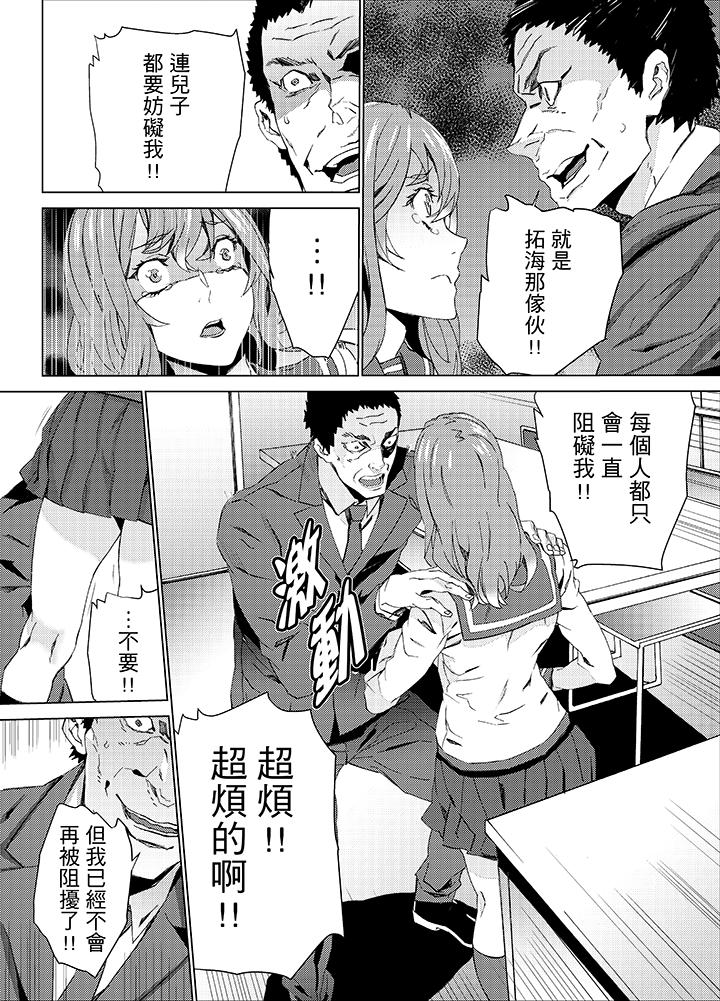 就是
拓海那傢伙!!
連兒子
都要妨礙我!!
…!!
每個人都只
會一直
阻礙我!!
激動
超煩!!
超煩的啊!!
…不要!!
但我已經不會
再被阻擾了!!